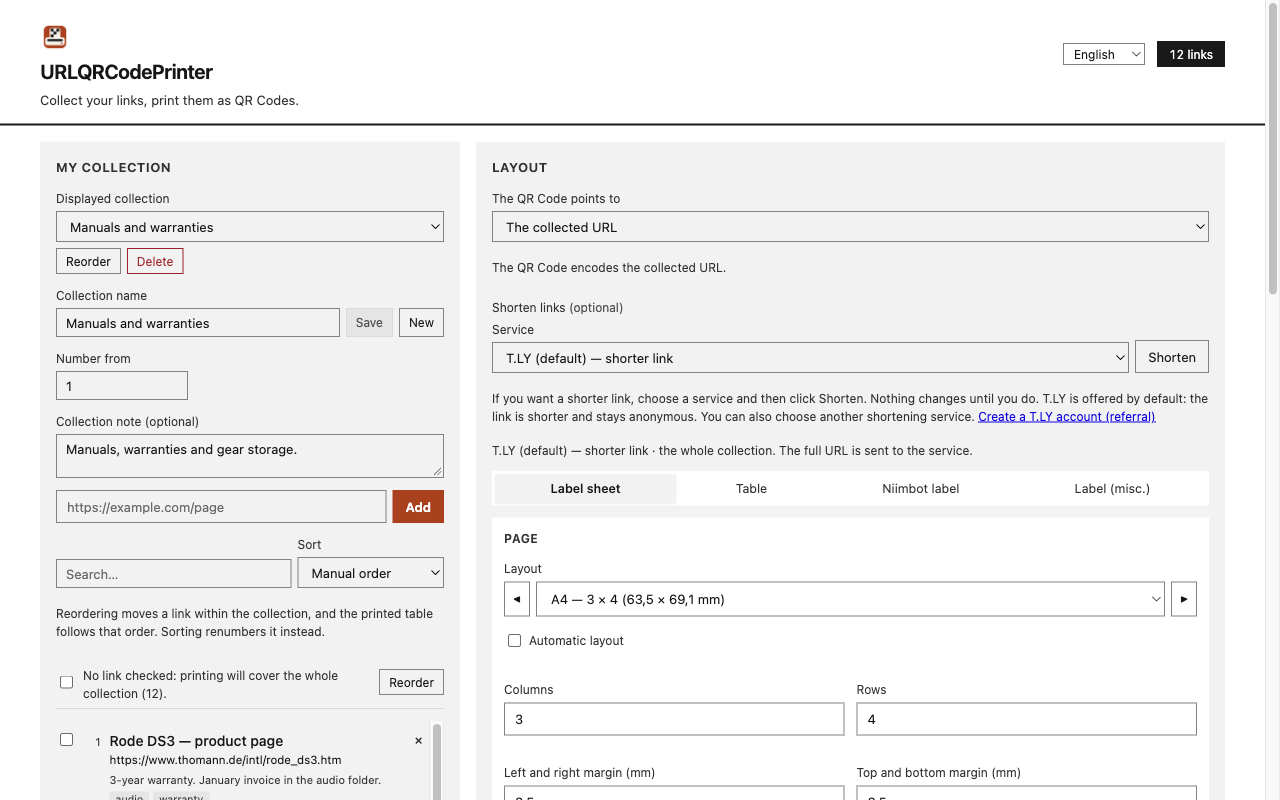 URLQRCodePrinter
Collect your links, print them as QR Codes.
English
12 links
MY COLLECTION
Displayed collection
Manuals and warranties
Reorder
Delete
Collection name
Manuals and warranties
Save
New
Number from
1
Collection note (optional)
Manuals, warranties and gear storage.
https://example.com/page
Add
Sort
Search...
Manual order
Reordering moves a link within the collection, and the printed table
follows that order. Sorting renumbers it instead.
No link checked: printing will cover the whole
collection (12).
Reorder
1 Rode DS3 — product page ×
https://www.thomann.de/intl/rode_ds3.htm
3-year warranty. January invoice in the audio folder.
audio warranty
LAYOUT
The QR Code points to
The collected URL
The QR Code encodes the collected URL.
Shorten links (optional)
Service
T.LY (default) — shorter link
Shorten
If you want a shorter link, choose a service and then click Shorten. Nothing changes until you do. T.LY is offered by default: the
link is shorter and stays anonymous. You can also choose another shortening service. Create a T.LY account (referral)
T.LY (default) — shorter link · the whole collection. The full URL is sent to the service.
Label sheet
Table
Niimbot label
Label (misc.)
PAGE
Layout
◄
A4 — 3 × 4 (63,5 × 69,1 mm)
►
Automatic layout
Columns
Rows
3
4
Left and right margin (mm)
Top and bottom margin (mm)